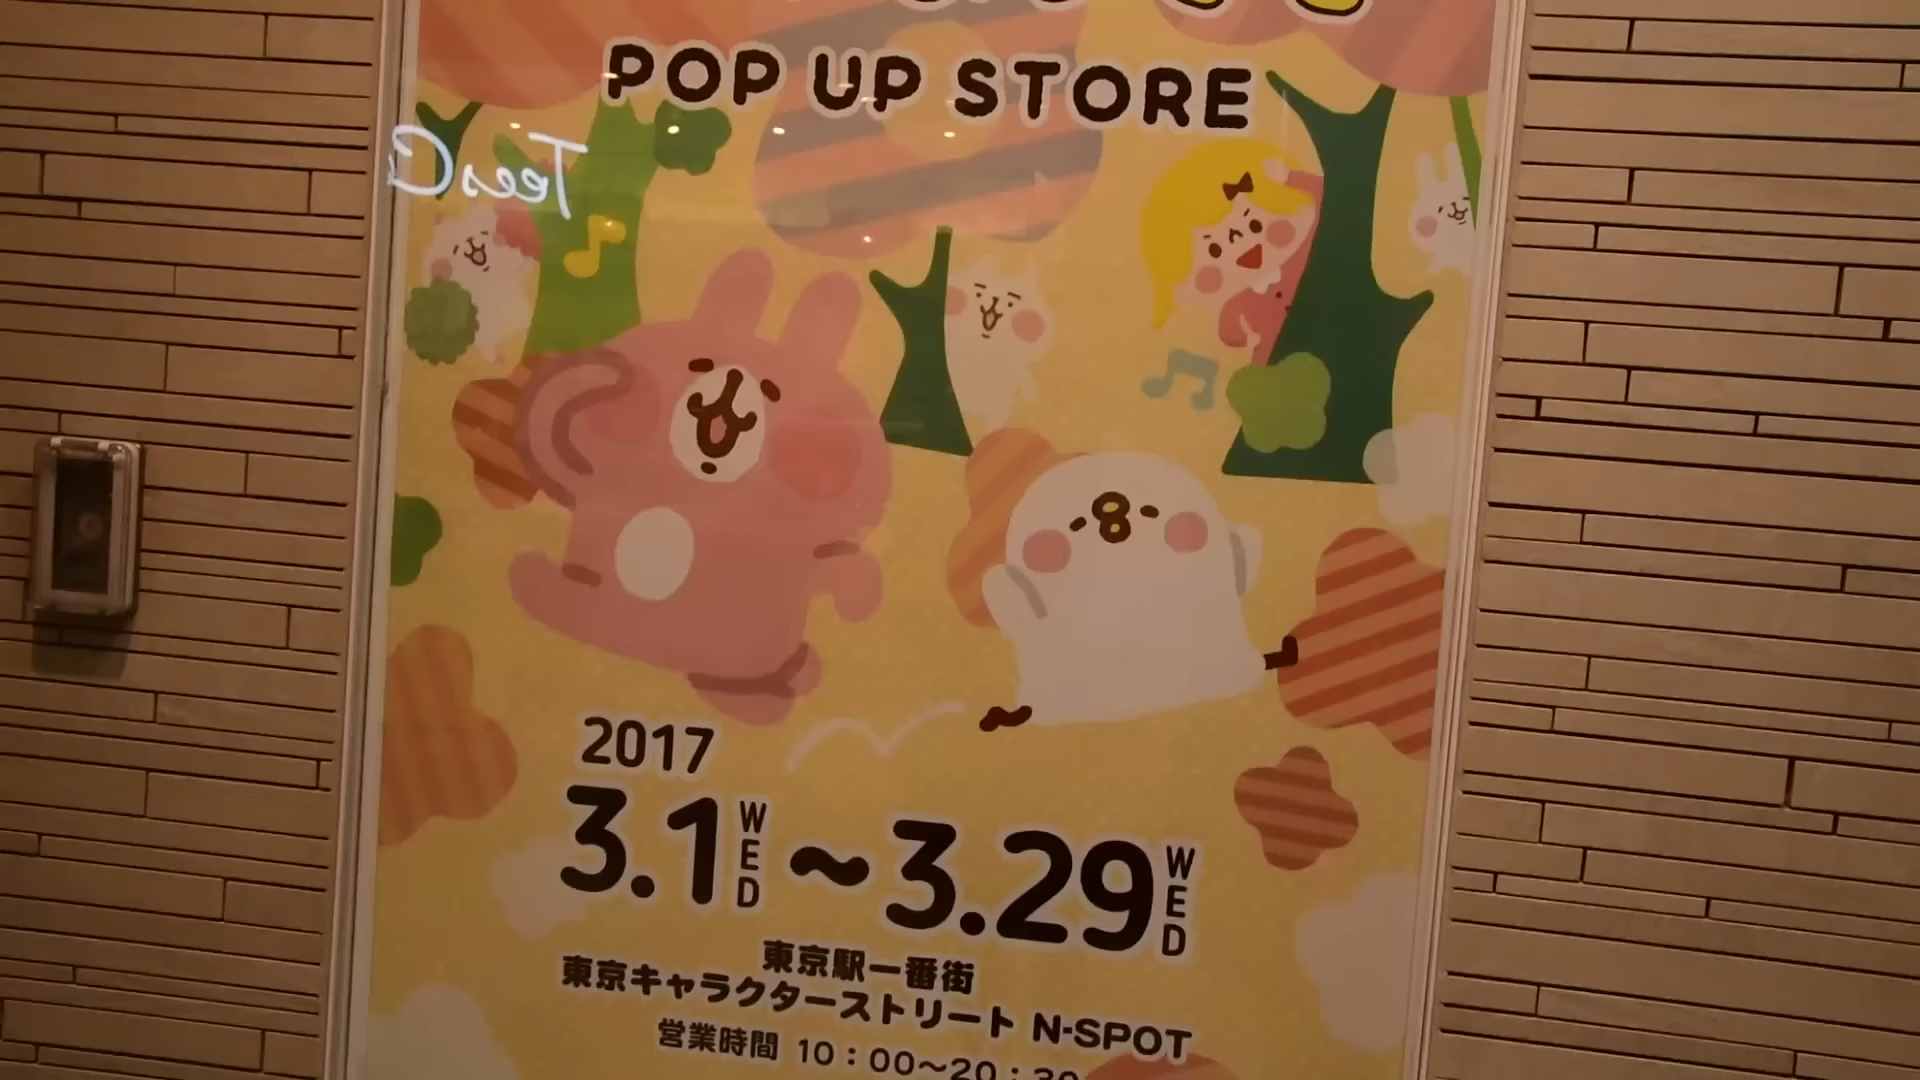 POP UP STORE
2017
3.1 WED ~ 3.29 WED
東京駅一番街
東京キャラクターストリート N-SPOT
営業時間 10:00~20:30